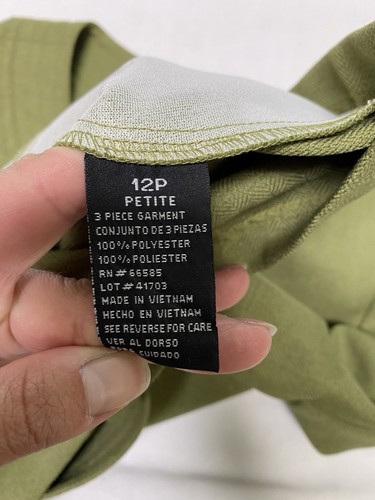 12P
PETITE
3 PIECE GARMENT
CONJUNTO DE 3 PIEZAS
100% POLYESTER
100% POLIESTER
RN # 66585
LOT # 41703
MADE IN VIETNAM
HECHO EN VIETNAM
SEE REVERSE FOR CARE
VER AL DORSO
CUIDADO